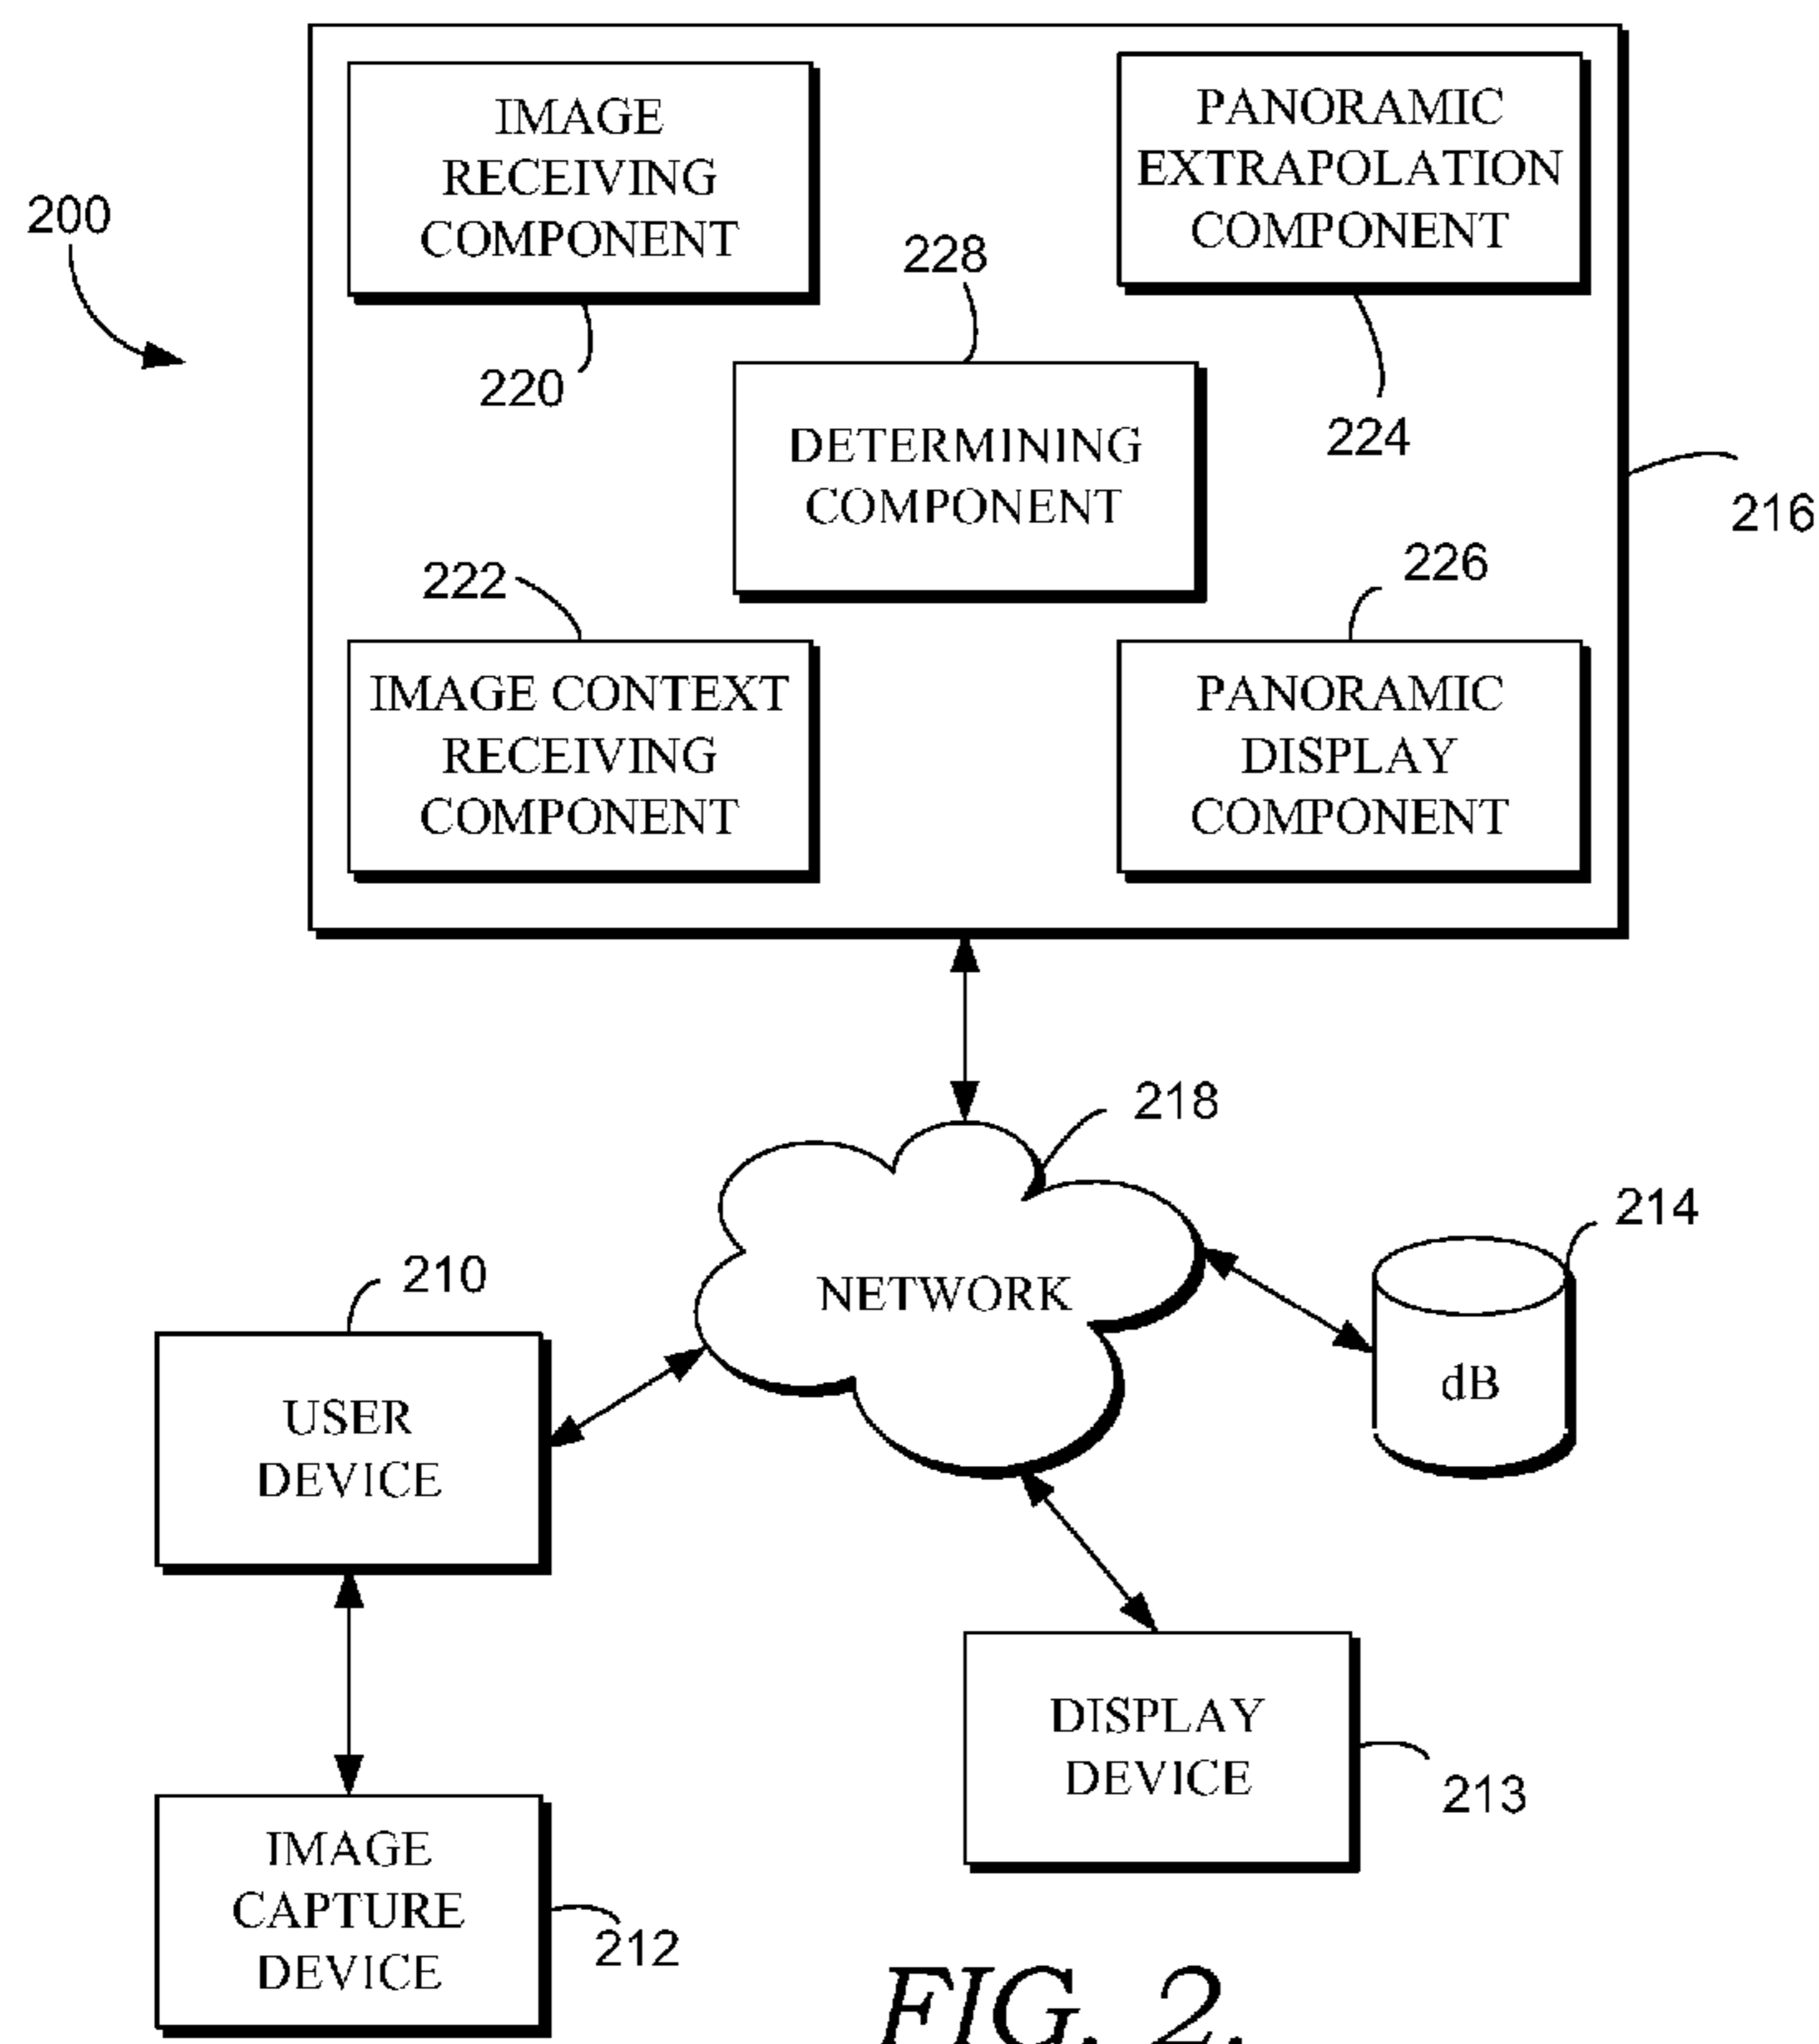 200
IMAGE
RECEIVING
COMPONENT
220
PANORAMIC
EXTRAPOLATION
COMPONENT
224
228
DETERMINING
COMPONENT
216
222
IMAGE CONTEXT
RECEIVING
COMPONENT
226
PANORAMIC
DISPLAY
COMPONENT
218
NETWORK
214
dB
210
USER
DEVICE
DISPLAY
DEVICE
213
IMAGE
CAPTURE
DEVICE
212
FIG. 2.